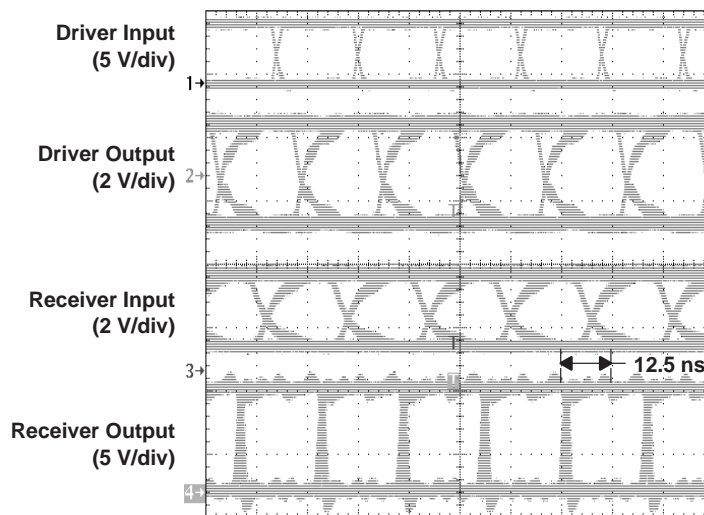 Driver Input
(5 V/div)
1
Driver Output
(2 V/div)
2
T
Receiver Input
(2 V/div)
T
3
12.5 ns
T
Receiver Output
(5 V/div)
4